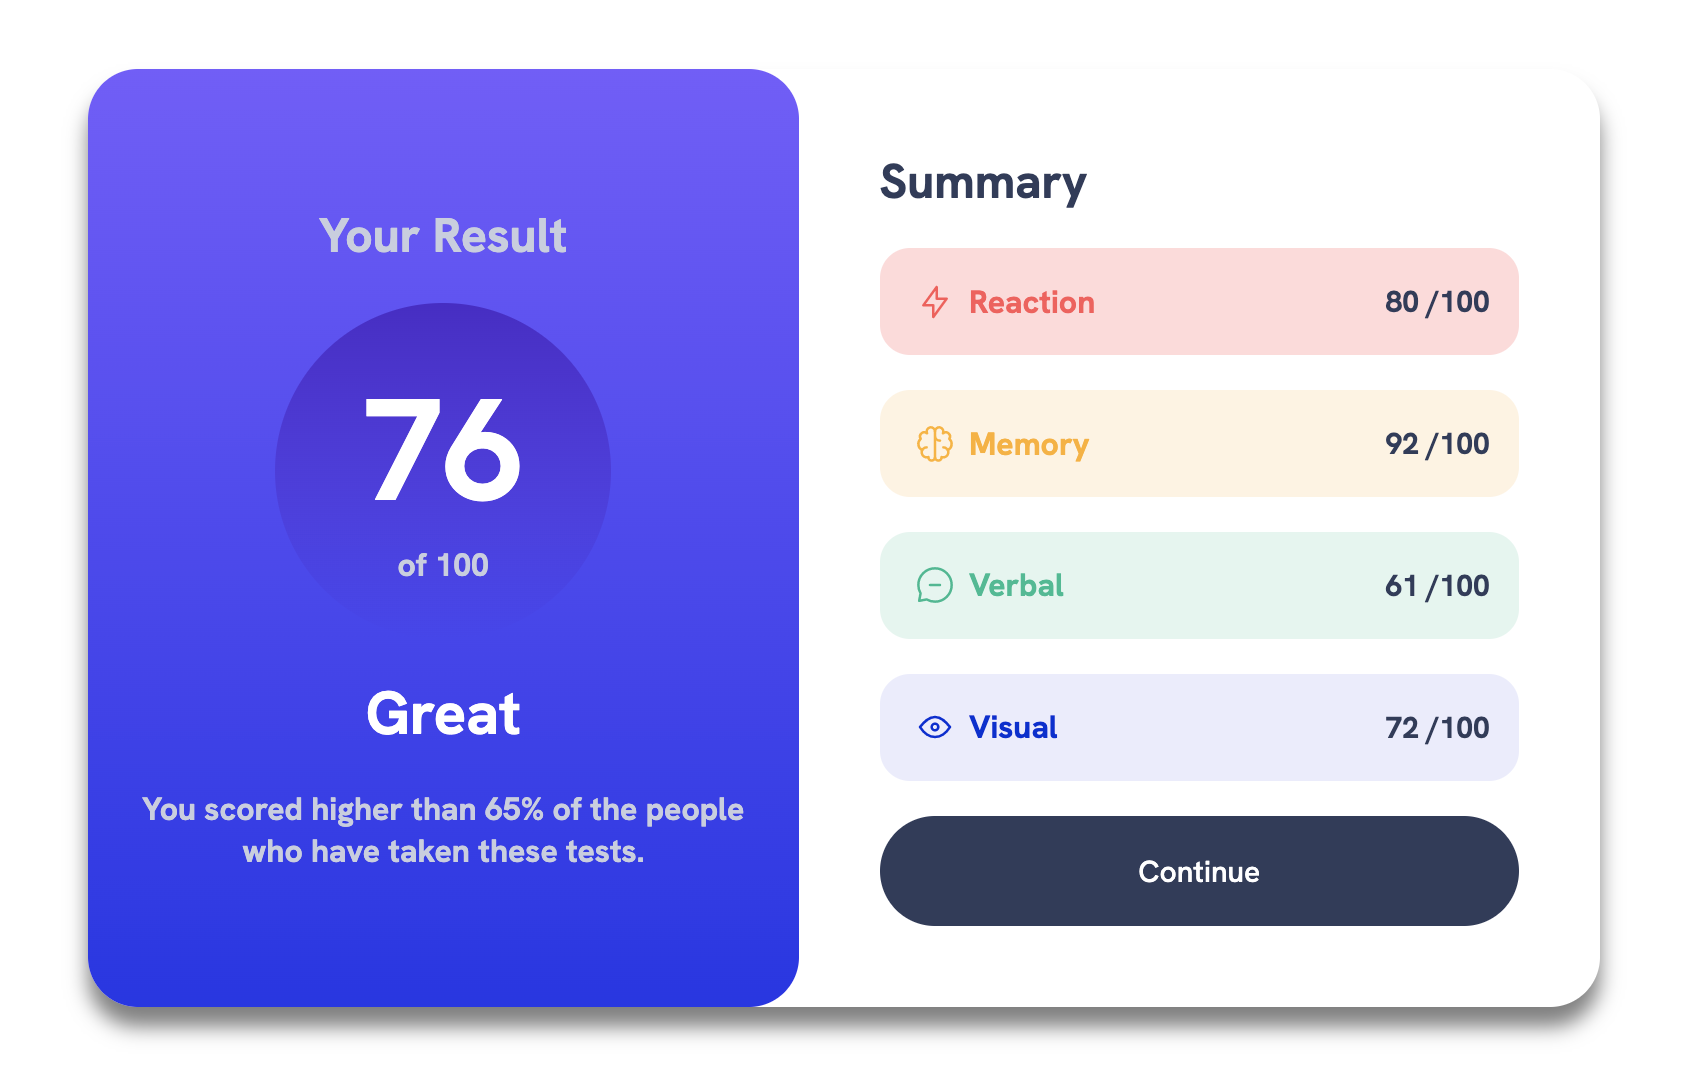 Your Result
76
of 100
Great
You scored higher than 65% of the people
who have taken these tests.
Summary
Reaction 80 /100
Memory 92 /100
Verbal 61 /100
Visual 72 /100
Continue